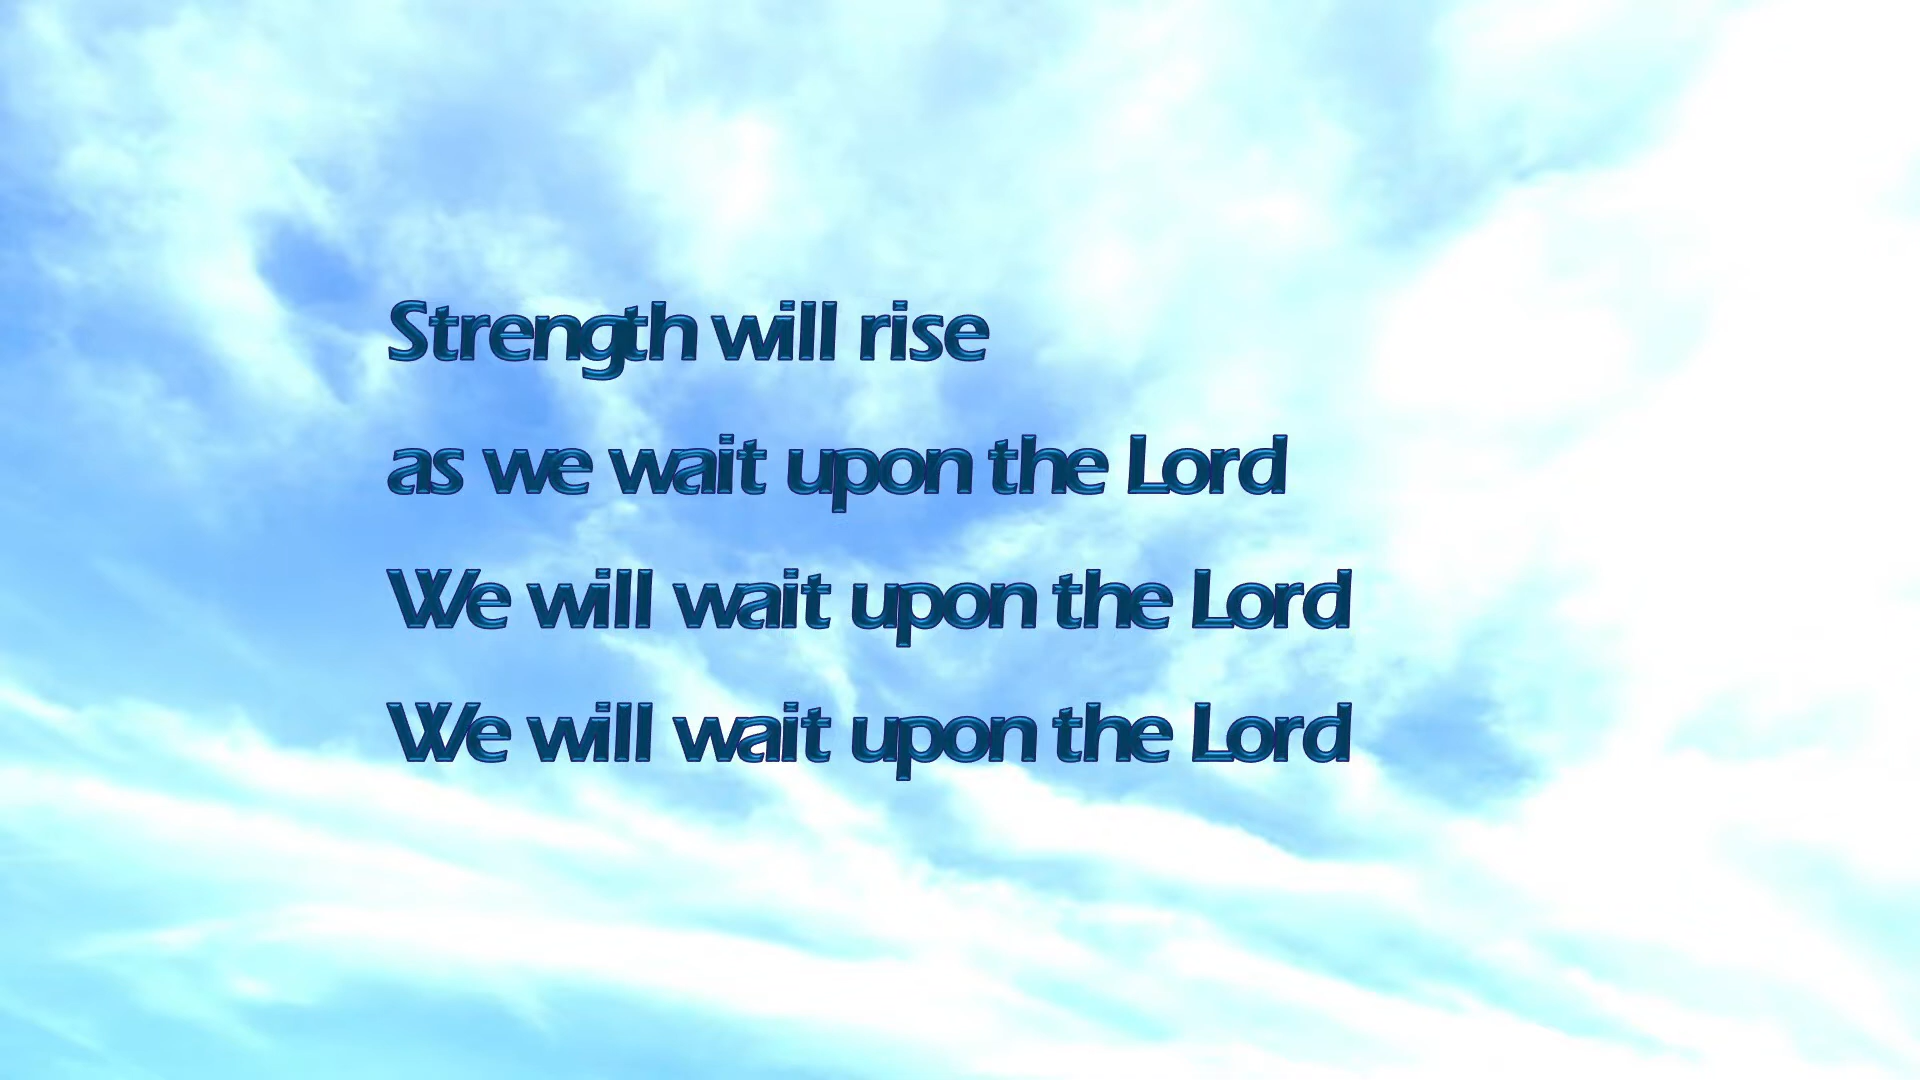 Strength will rise
as we wait upon the Lord
We will wait upon the Lord
We will wait upon the Lord